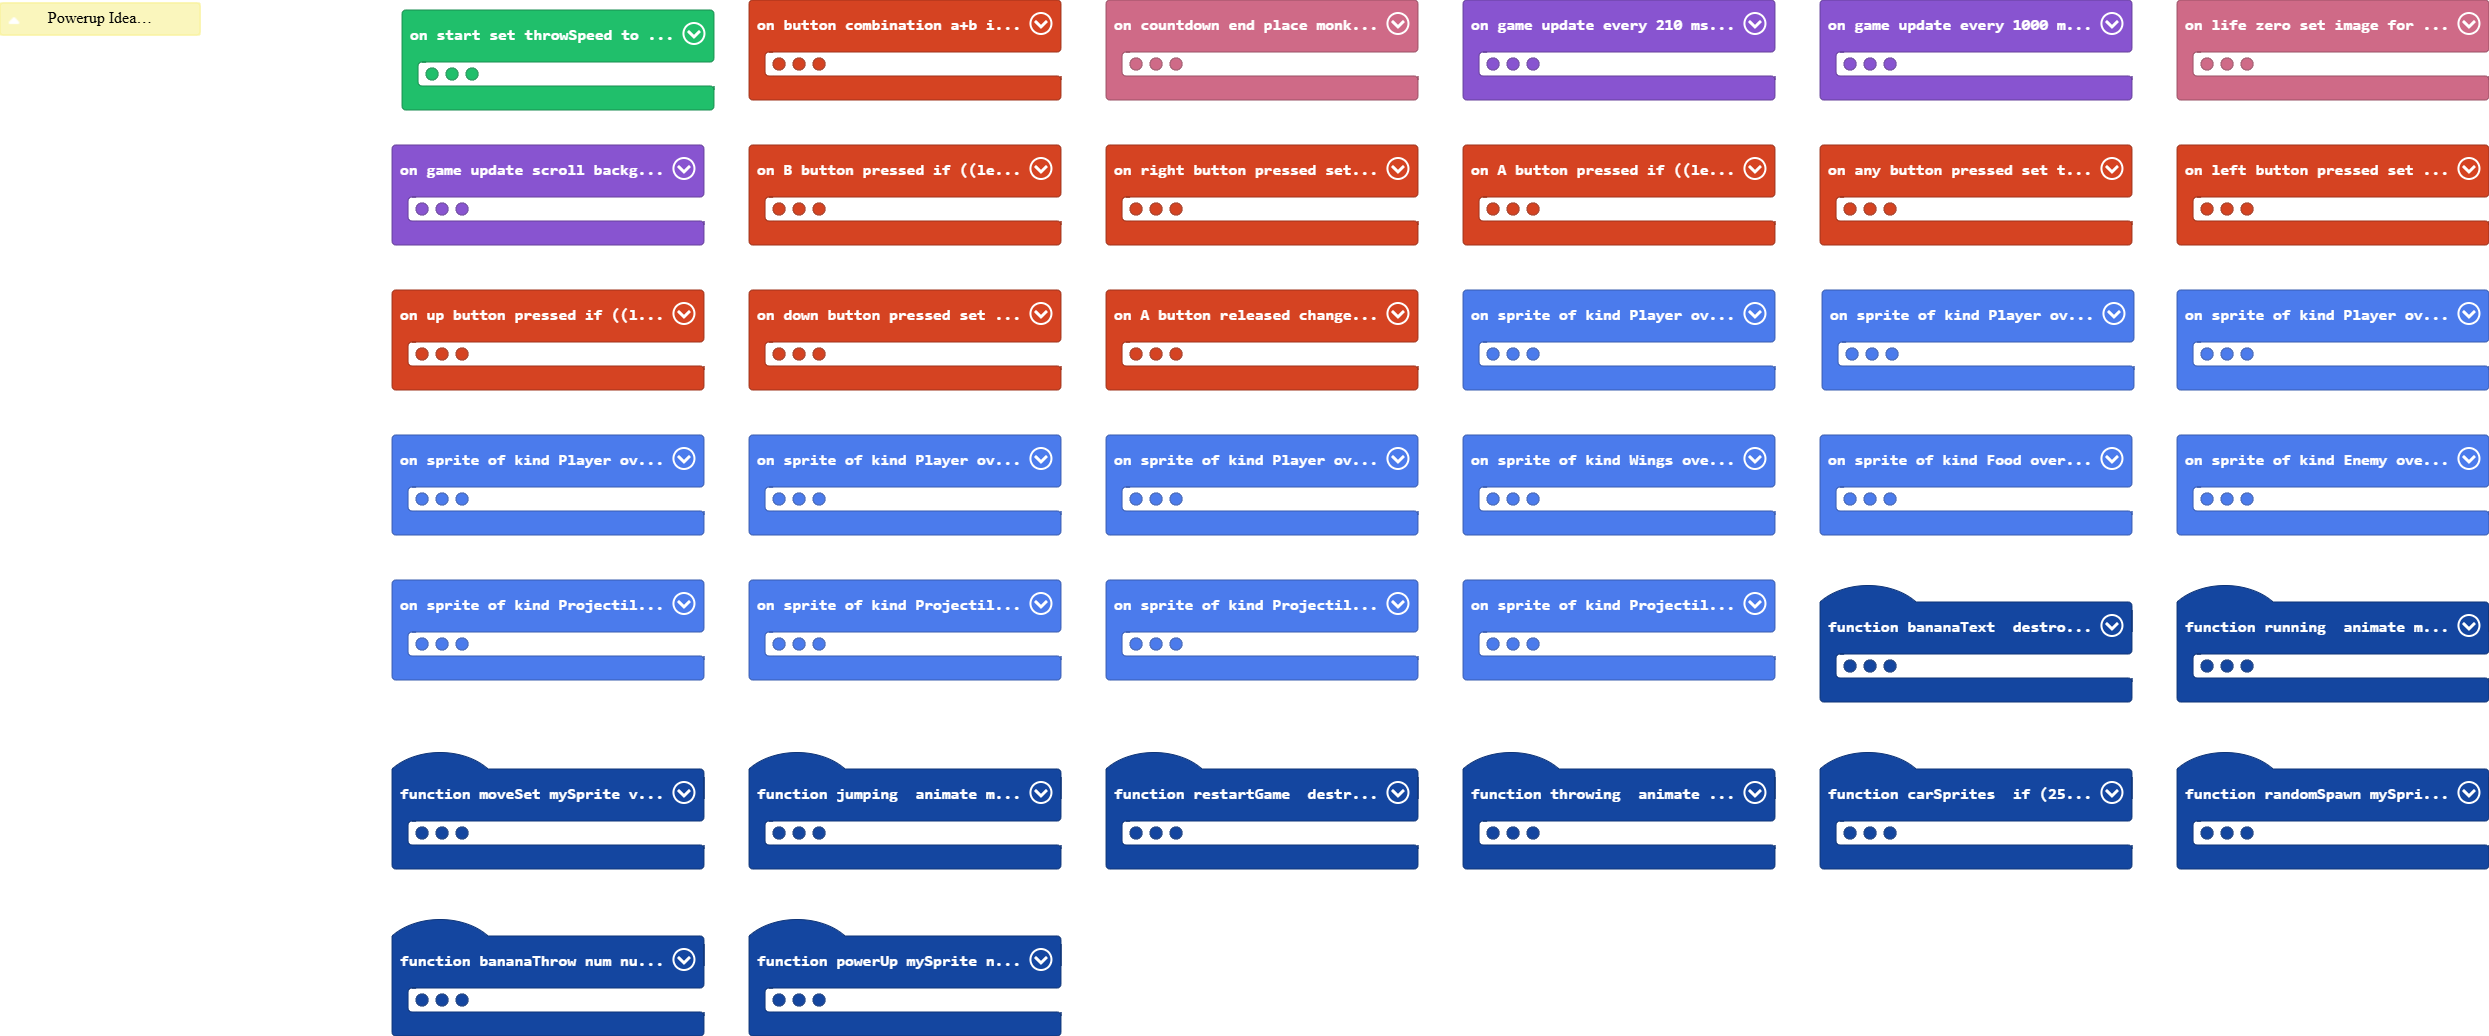 Powerup Idea...
on start set throwSpeed to ...
on button combination a+b i...
on countdown end place monk...
on game update every 210 ms...
on game update every 1000 m...
on life zero set image for ...
on game update scroll backg...
on B button pressed if ((le...
on right button pressed set...
on A button pressed if ((le...
on any button pressed set t...
on left button pressed set ...
on up button pressed if ((l...
on down button pressed set ...
on A button released change...
on sprite of kind Player ov...
on sprite of kind Player ov...
on sprite of kind Player ov...
on sprite of kind Player ov...
on sprite of kind Player ov...
on sprite of kind Player ov...
on sprite of kind Wings ove...
on sprite of kind Food over...
on sprite of kind Enemy ove...
on sprite of kind Projectil...
on sprite of kind Projectil...
on sprite of kind Projectil...
on sprite of kind Projectil...
function bananaText  destro...
function running  animate m...
function moveSet mySprite v...
function jumping  animate m...
function restartGame  destr...
function throwing  animate ...
function carSprites  if (25...
function randomSpawn mySpri...
function bananaThrow num nu...
function powerUp mySprite n...